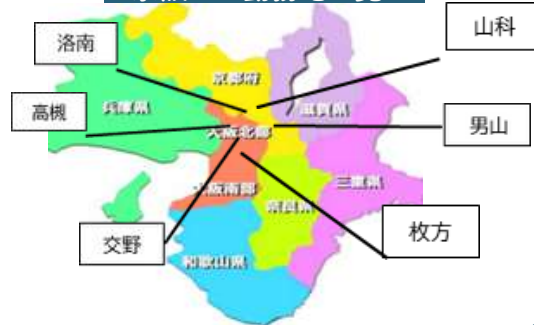 山科
洛南
京都府
高槻
兵庫県
滋賀県
男山
大阪北部
三重県
大阪南部
奈良県
枚方
交野
和歌山県